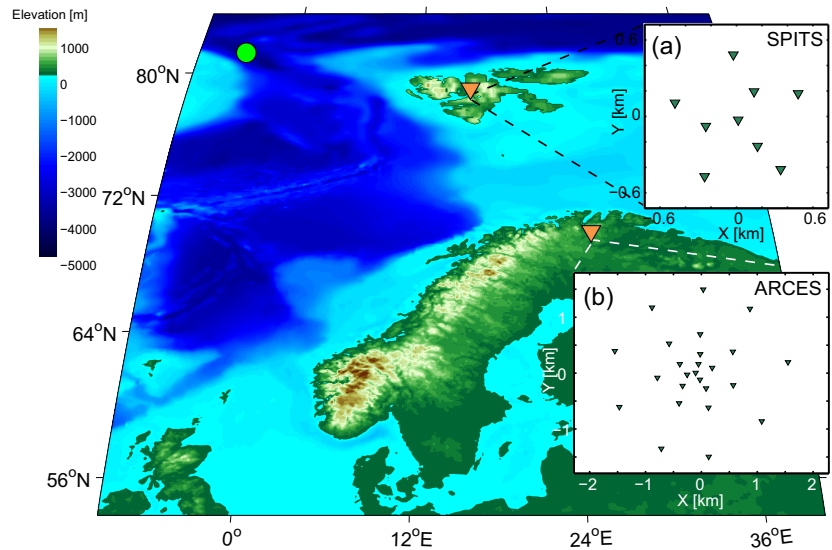 Elevation [m]
1000
0
−1000
−2000
−3000
−4000
−5000
80°N
72°N
64°N
56°N
0°
12°E
24°E
36°E
(a)
SPITS
0.8
0
−0.6
Y [km]
−0.6
0
0.6
X [km]
(b)
ARCES
1
0
−1
Y [km]
−2
−1
0
1
2
X [km]